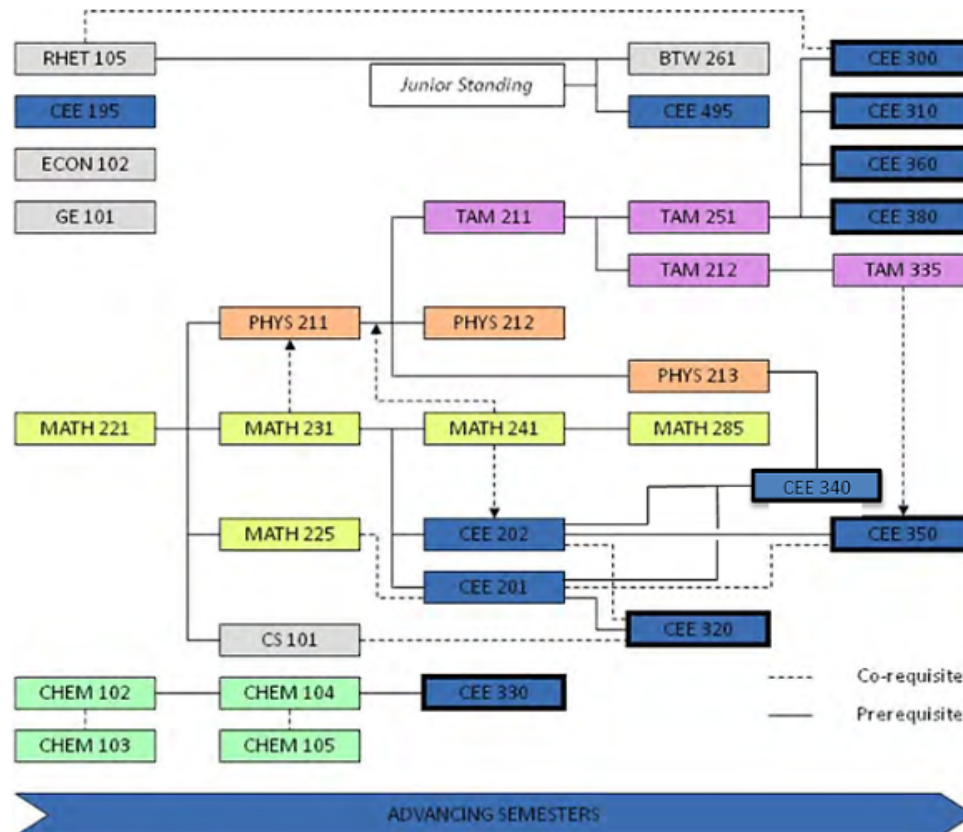 RHET 105
BTW 261
CEE 300
Junior Standing
CEE 195
CEE 495
CEE 310
ECON 102
CEE 360
GE 101
TAM 211
TAM 251
CEE 380
TAM 212
TAM 335
PHYS 211
PHYS 212
PHYS 213
MATH 221
MATH 231
MATH 241
MATH 285
CEE 340
MATH 225
CEE 202
CEE 350
CEE 201
CS 101
CEE 320
Co-requisite
CHEM 102
CHEM 104
CEE 330
Prerequisite
CHEM 103
CHEM 105
ADVANCING SEMESTERS